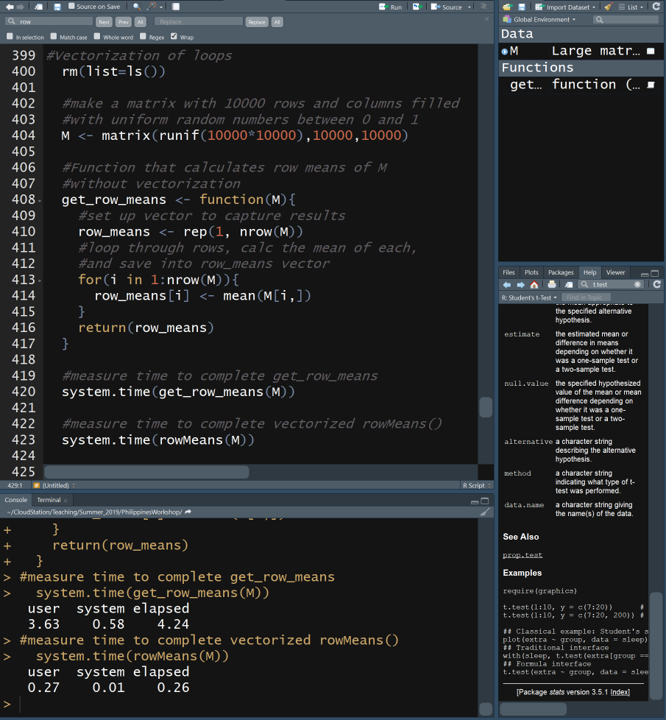 Source on Save
Run
Source
row
Next
Prev
All
Replace
Replace
All
In selection
Match case
Whole word
Regex
Wrap
399 #Vectorization of loops
400 rm(list=ls())
401
402 #make a matrix with 10000 rows and columns filled
403 #with uniform random numbers between 0 and 1
404 M <- matrix(runif(10000*10000),10000,10000)
405
406 #Function that calculates row means of M
407 #without vectorization
408 get_row_means <- function(M){
409 #set up vector to capture results
410 row_means <- rep(1, nrow(M))
411 #loop through rows, calc the mean of each,
412 #and save into row_means vector
413 for(i in 1:nrow(M)){
414 row_means[i] <- mean(M[i,])
415 }
416 return(row_means)
417 }
418
419 #measure time to complete get_row_means
420 system.time(get_row_means(M))
421
422 #measure time to complete vectorized rowMeans()
423 system.time(rowMeans(M))
424
425
429:1
(Untitled)
R Script
Console
Terminal
~/CloudStation/Teaching/Summer_2019/PhilippinesWorkshop/
+ }
+ return(row_means)
+ }
> #measure time to complete get_row_means
> system.time(get_row_means(M))
user system elapsed
3.63 0.58 4.24
> #measure time to complete vectorized rowMeans()
> system.time(rowMeans(M))
user system elapsed
0.27 0.01 0.26
>
Import Dataset
List
Global Environment
Data
M Large matr…
Functions
get… function (…
Files
Plots
Packages
Help
Viewer
t.test
R: Student's t-Test
Find in Topic
the specified alternative
hypothesis.
estimate the estimated mean or
difference in means
depending on whether it
was a one-sample test or
a two-sample test.
null.value the specified hypothesized
value of the mean or mean
difference depending on
whether it was a one-
sample test or a two-
sample test.
alternative a character string
describing the alternative
hypothesis.
method a character string
indicating what type of t-
test was performed.
data.name a character string giving
the name(s) of the data.
See Also
prop.test
Examples
require(graphics)
t.test(1:10, y = c(7:20)) #
t.test(1:10, y = c(7:20, 200)) #
## Classical example: Student's s
plot(extra ~ group, data = sleep)
## Traditional interface
with(sleep, t.test(extra[group ==
## Formula interface
t.test(extra ~ group, data = slee
[Package stats version 3.5.1 Index]